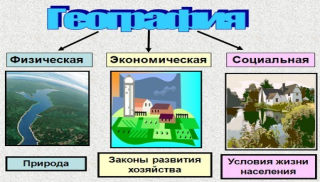 География
Физическая
Экономическая
Социальная
Природа
Законы развития
хозяйства
Условия жизни
населения